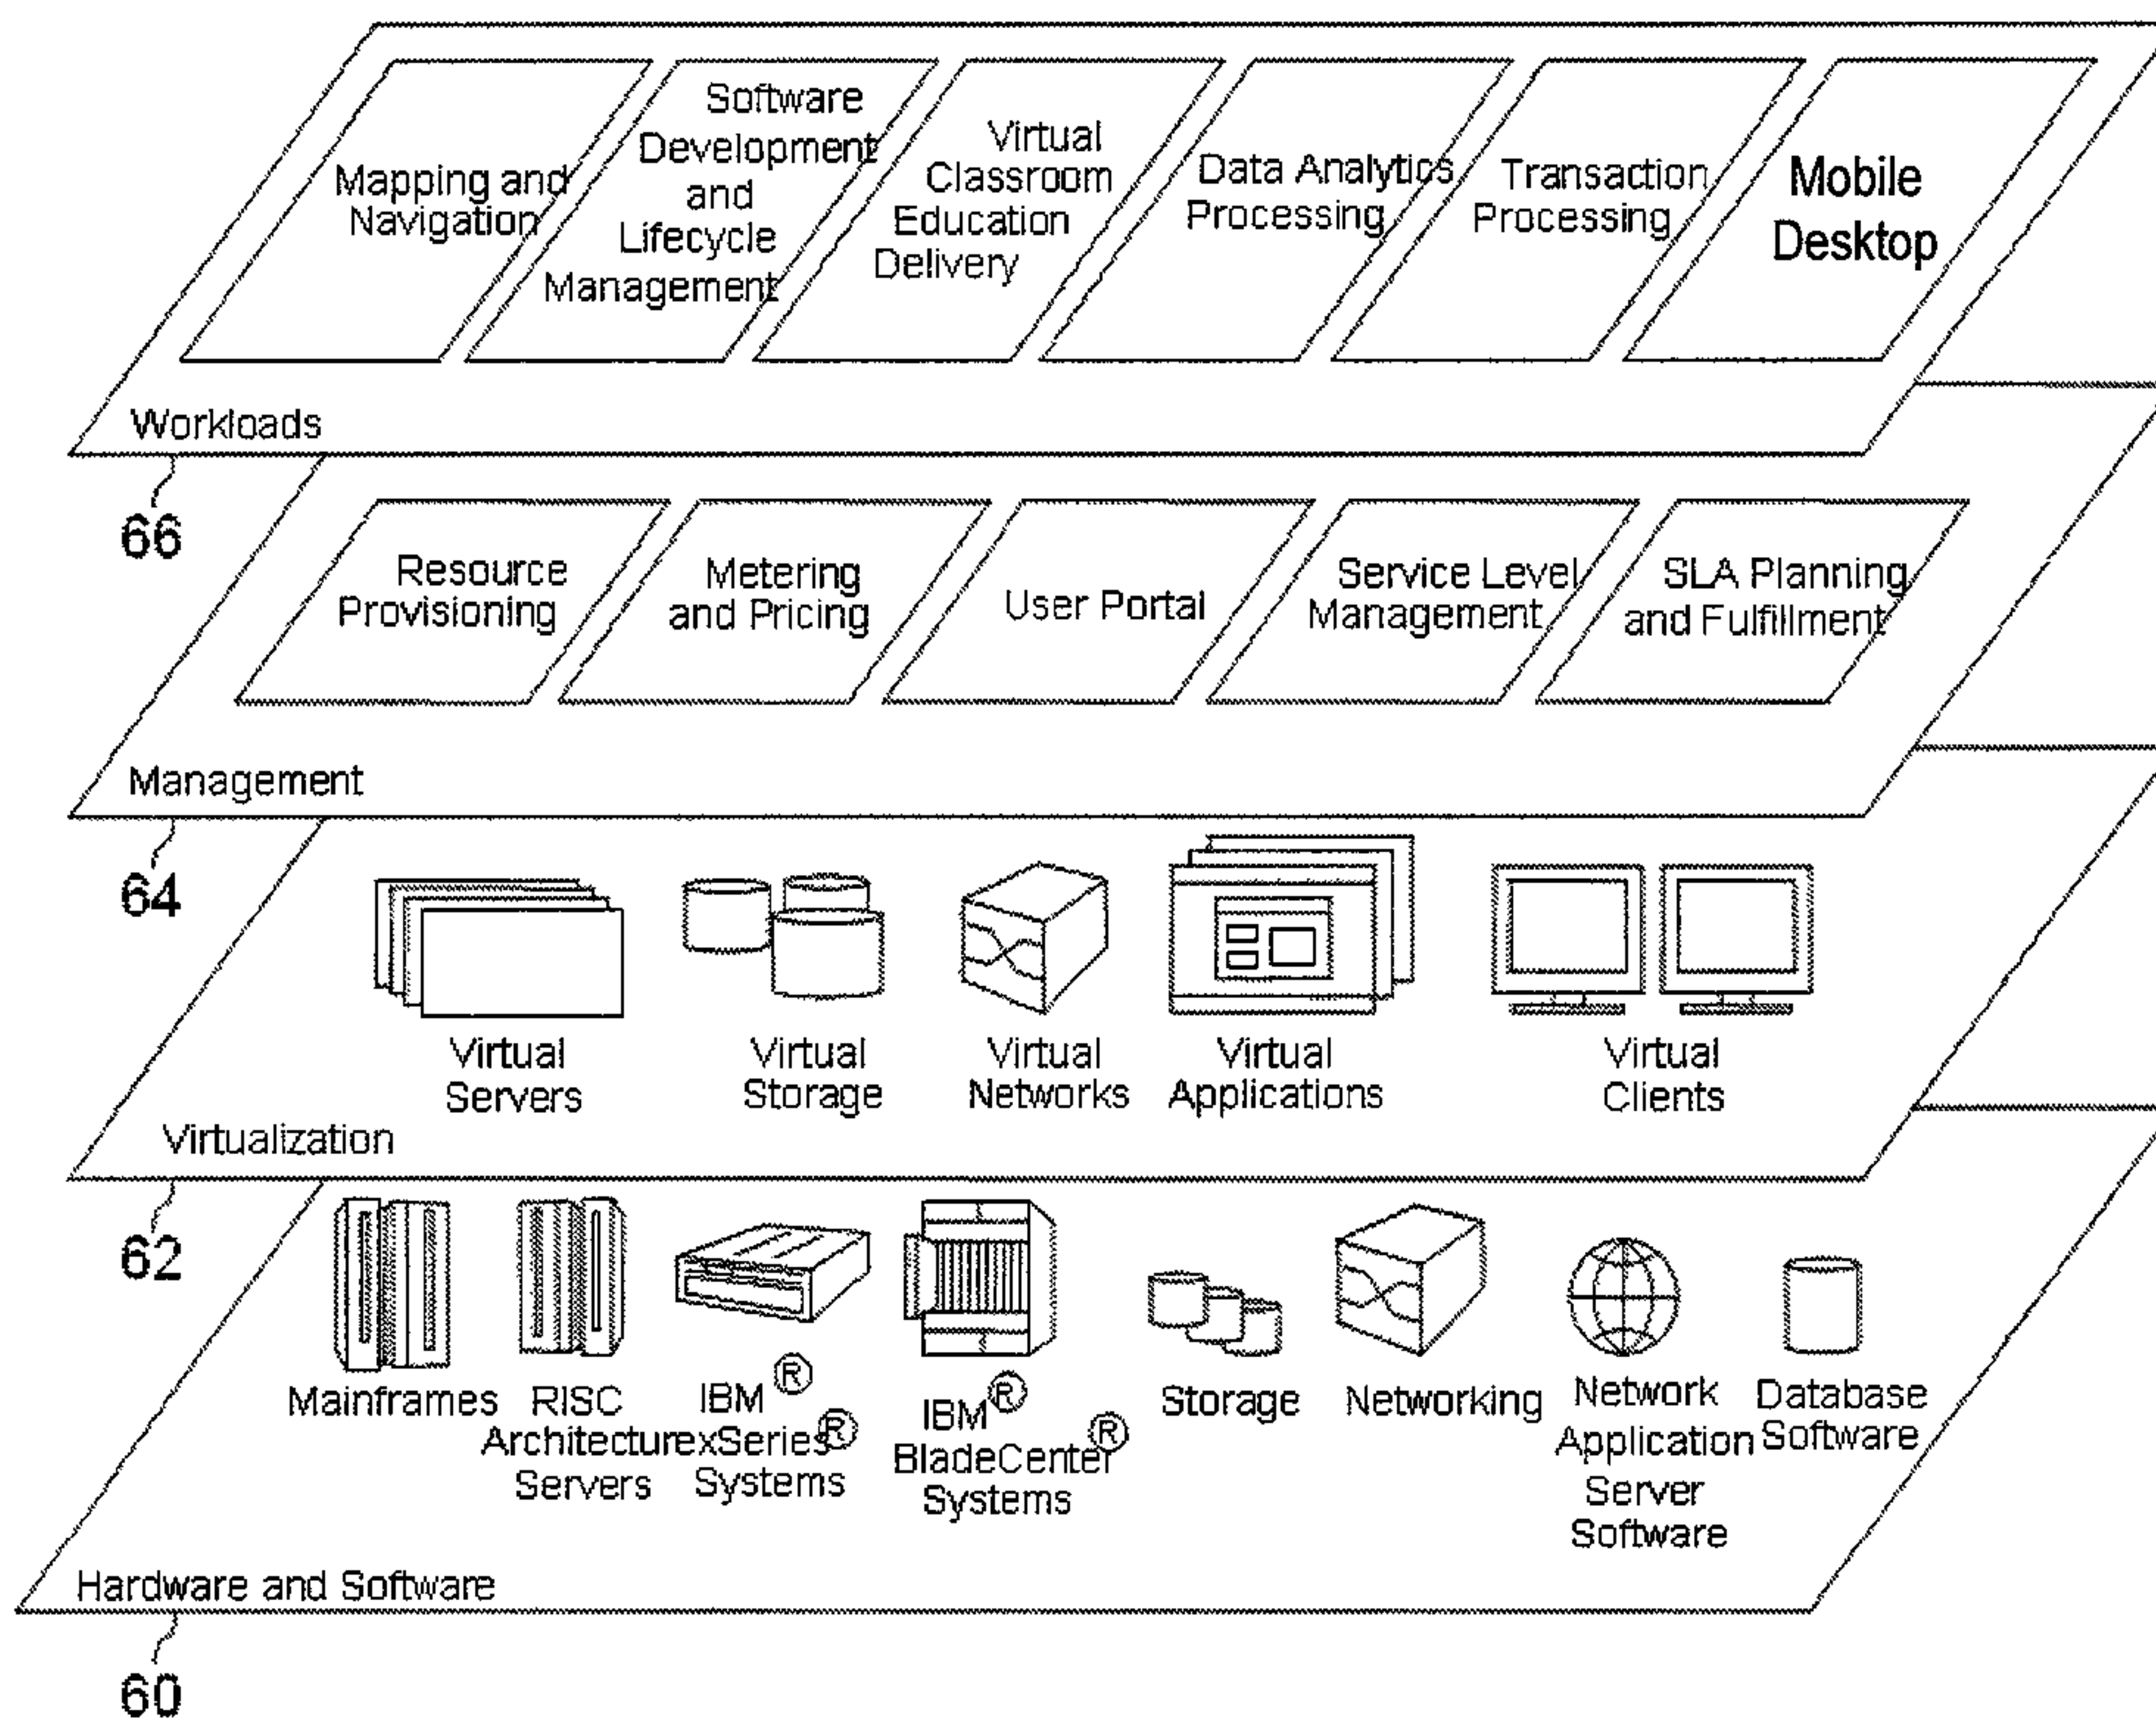 Mapping and
Navigation
Software
Development
and
Lifecycle
Management
Virtual
Classroom
Education
Delivery
Data Analytics
Processing
Transaction
Processing
Mobile
Desktop
Workloads
66
Resource
Provisioning
Metering
and Pricing
User Portal
Service Level
Management
SLA Planning
and Fulfillment
Management
64
Virtual
Servers
Virtual
Storage
Virtual
Networks
Virtual
Applications
Virtual
Clients
Virtualization
62
Mainframes
RISC
Architecture
Servers
IBM ®
xSeries ®
Systems
IBM ®
BladeCenter ®
Systems
Storage
Networking
Network
Application
Server
Software
Database
Software
Hardware and Software
60